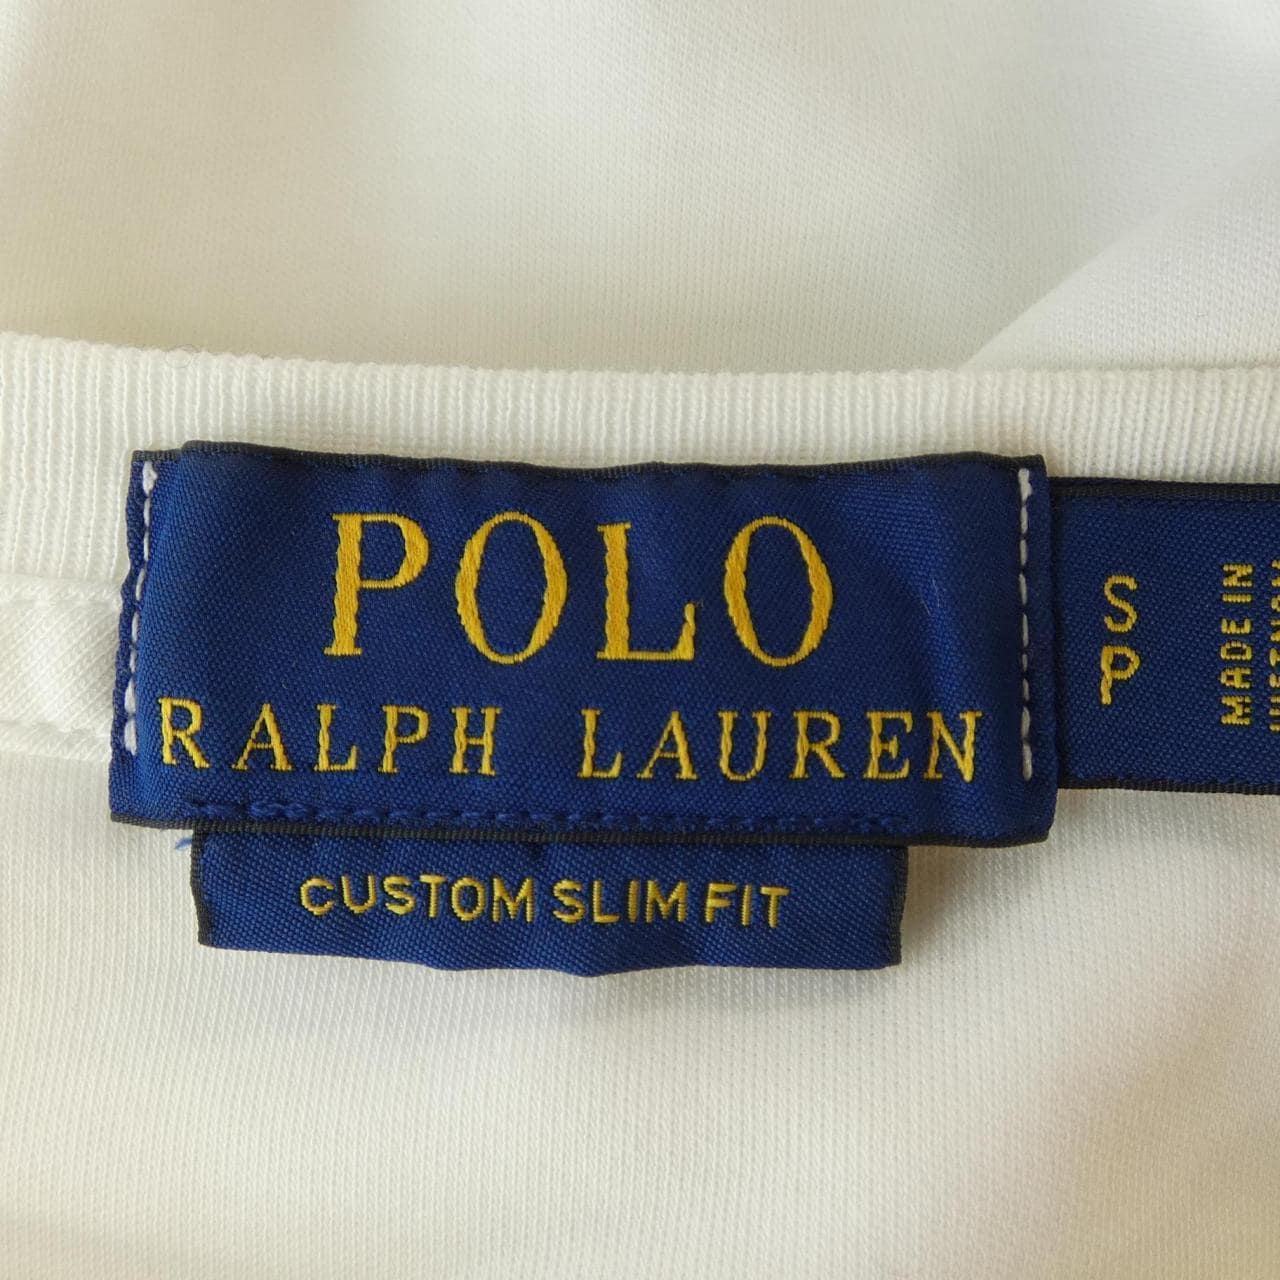 POLO
RALPH LAUREN
CUSTOM SLIM FIT
S
P
MADE IN